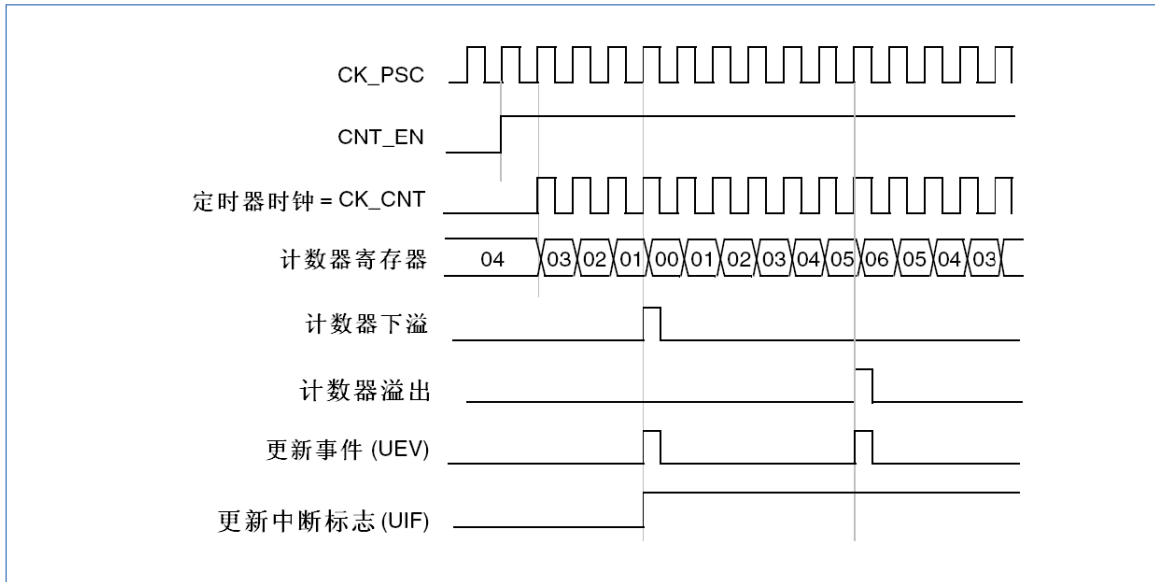 CK_PSC
CNT_EN
定时器时钟 = CK_CNT
计数器寄存器 04 03 02 01 00 01 02 03 04 05 06 05 04 03
计数器下溢
计数器溢出
更新事件 (UEV)
更新中断标志 (UIF)